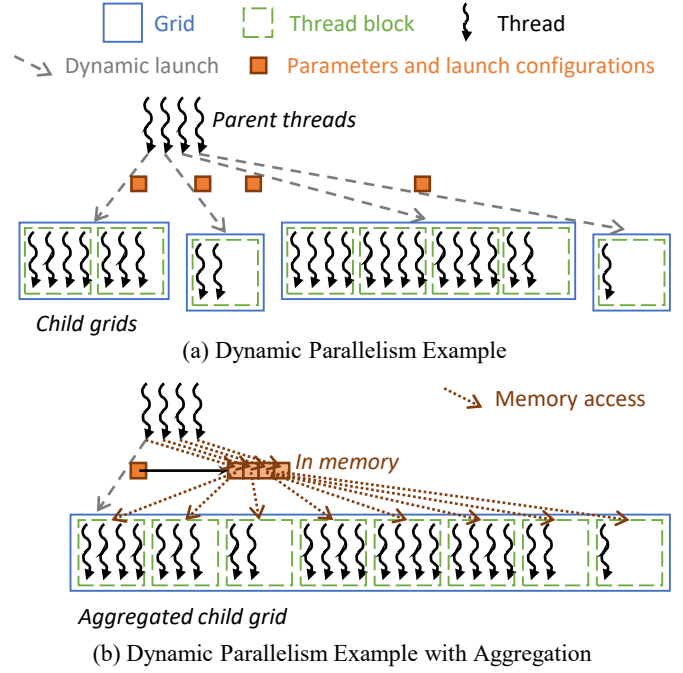 Grid Thread block Thread
Dynamic launch Parameters and launch configurations
Parent threads
Child grids
(a) Dynamic Parallelism Example
Memory access
In memory
Aggregated child grid
(b) Dynamic Parallelism Example with Aggregation